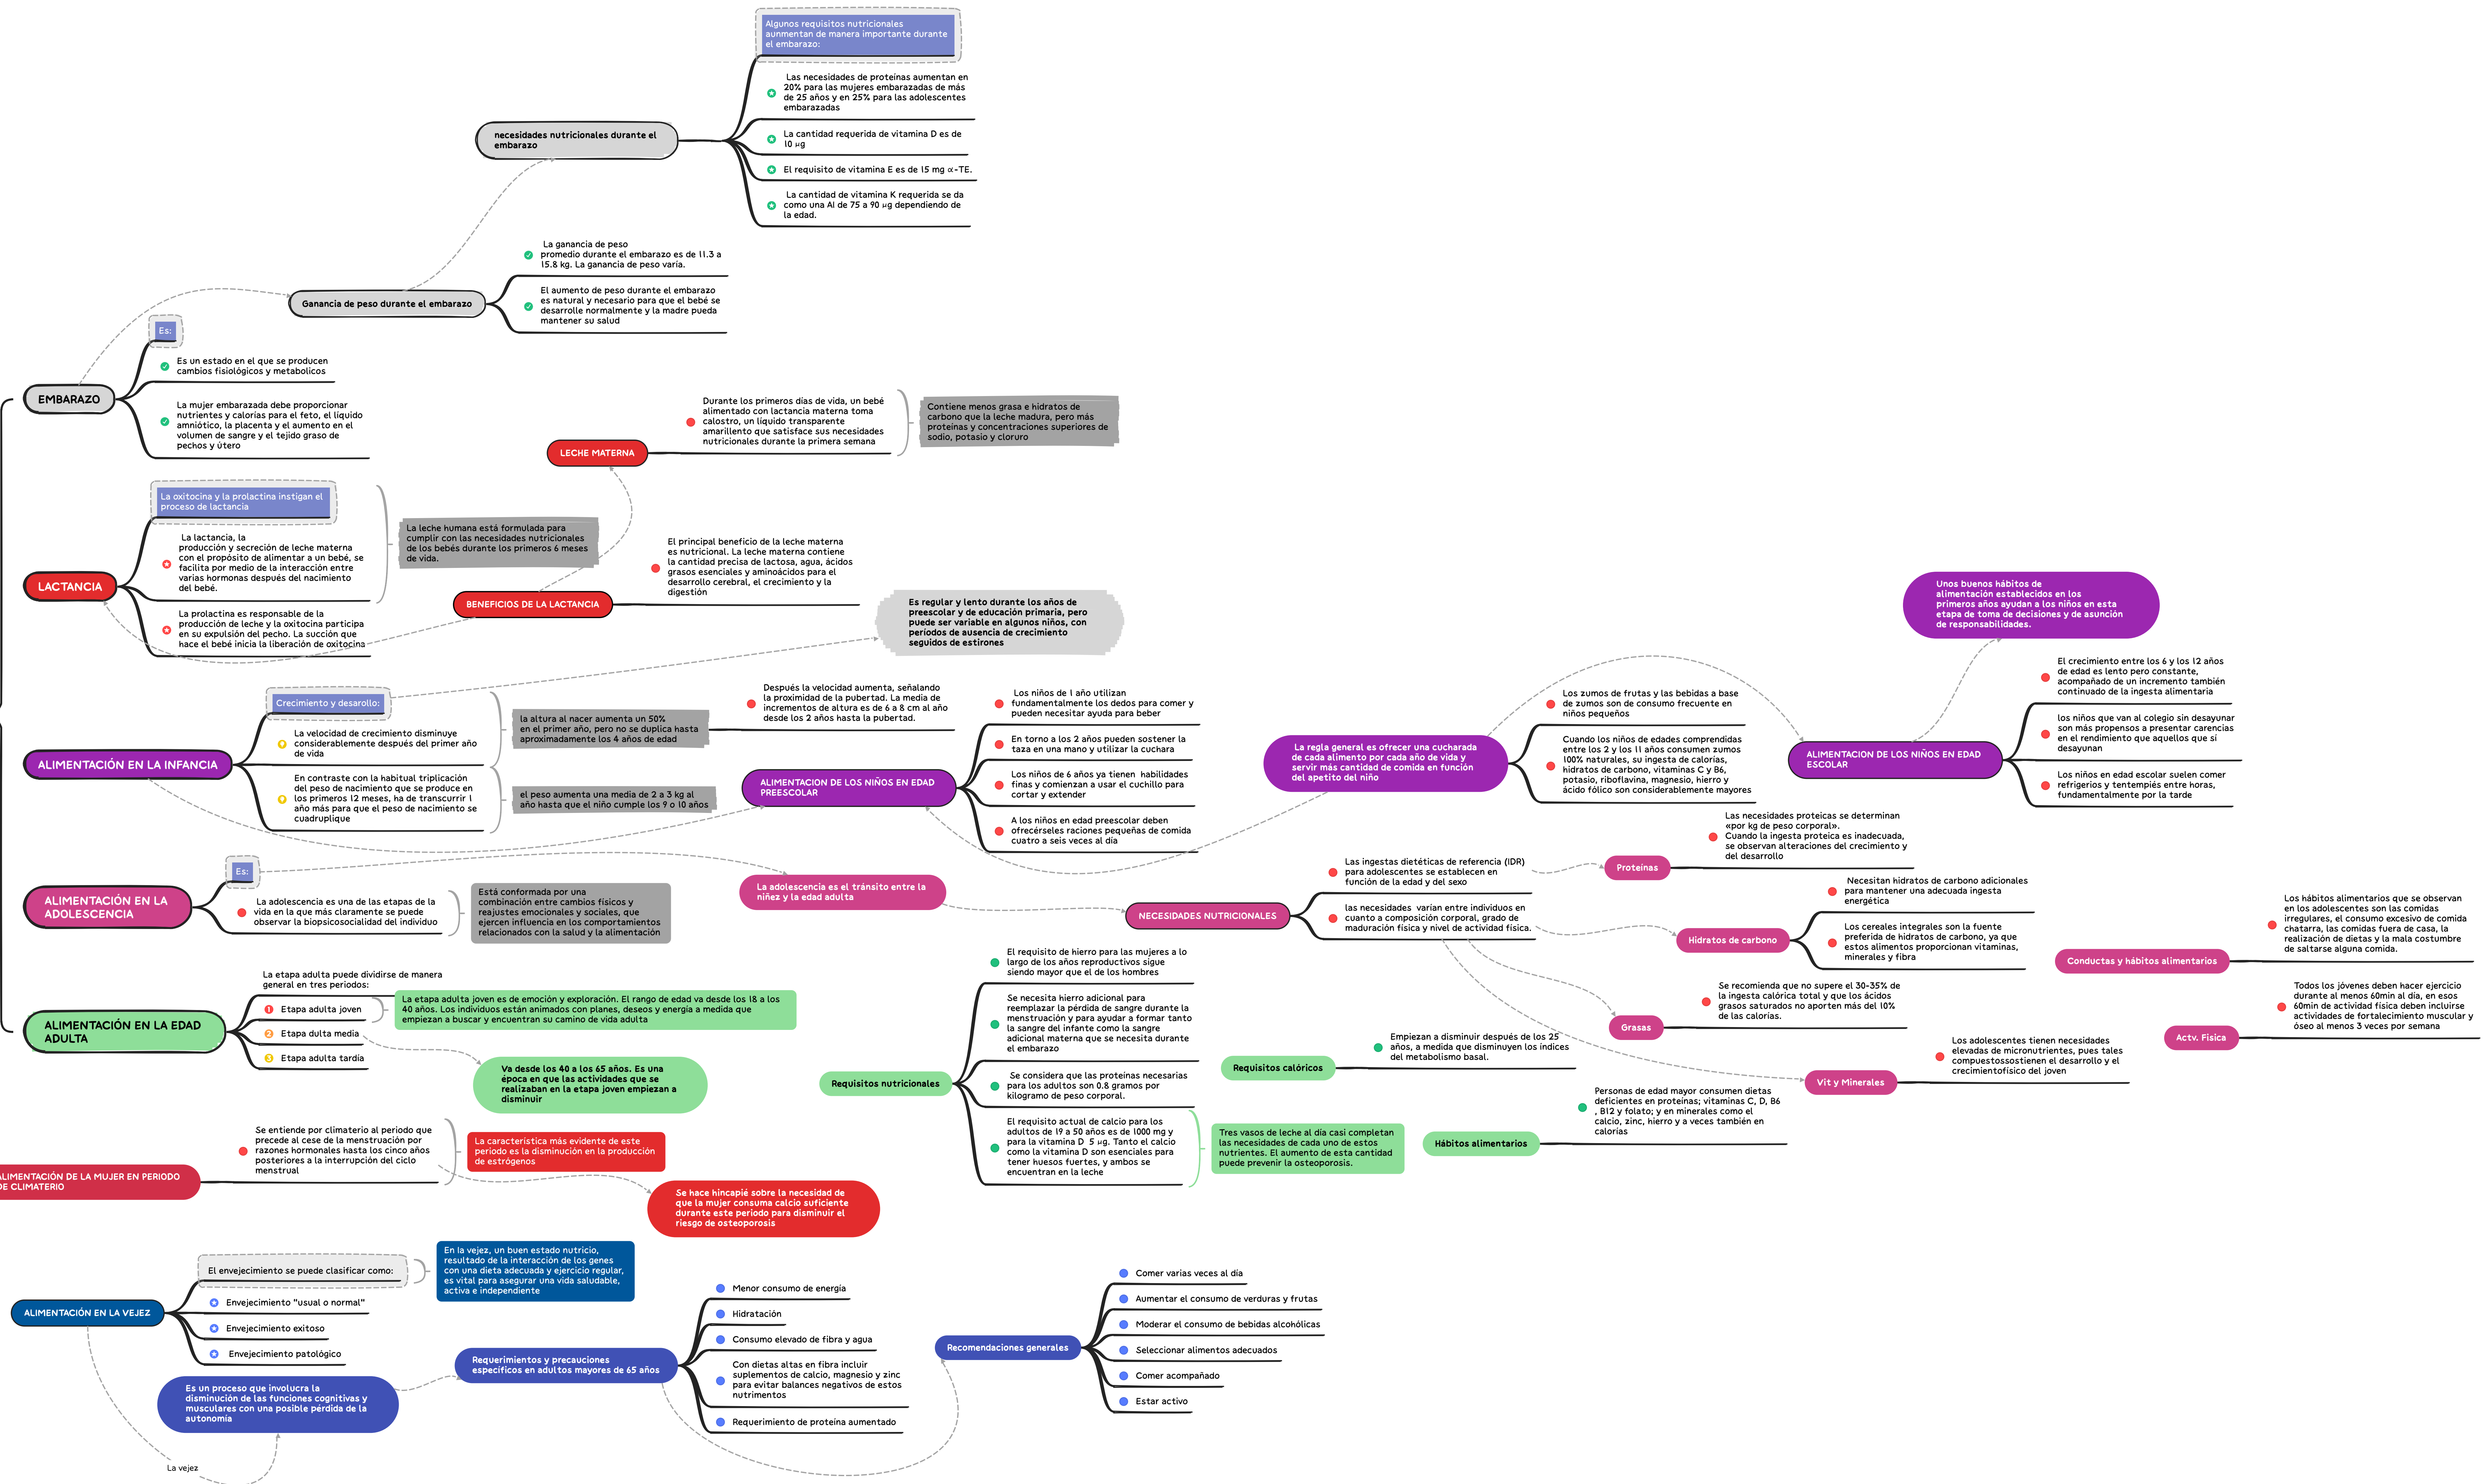 Algunos requisitos nutricionales
aunmentan de manera importante durante
el embarazo:
Las necesidades de proteínas aumentan en
20% para las mujeres embarazadas de más
de 25 años y en 25% para las adolescentes
embarazadas
necesidades nutricionales durante el
embarazo
La cantidad requerida de vitamina D es de
10 µg
El requisito de vitamina E es de 15 mg α-TE.
La cantidad de vitamina K requerida se da
como una AI de 75 a 90 µg dependiendo de
la edad.
La ganancia de peso
promedio durante el embarazo es de 11.3 a
15.8 kg. La ganancia de peso varía.
Ganancia de peso durante el embarazo
El aumento de peso durante el embarazo
es natural y necesario para que el bebé se
desarrolle normalmente y la madre pueda
mantener su salud
Es:
Es un estado en el que se producen
cambios fisiológicos y metabolicos
EMBARAZO
La mujer embarazada debe proporcionar
nutrientes y calorías para el feto, el líquido
amniótico, la placenta y el aumento en el
volumen de sangre y el tejido graso de
pechos y útero
LECHE MATERNA
Durante los primeros días de vida, un bebé
alimentado con lactancia materna toma
calostro, un líquido transparente
amarillento que satisface sus necesidades
nutricionales durante la primera semana
Contiene menos grasa e hidratos de
carbono que la leche madura, pero más
proteínas y concentraciones superiores de
sodio, potasio y cloruro
La oxitocina y la prolactina instigan el
proceso de lactancia
La lactancia, la
producción y secreción de leche materna
con el propósito de alimentar a un bebé, se
facilita por medio de la interacción entre
varias hormonas después del nacimiento
del bebé.
La leche humana está formulada para
cumplir con las necesidades nutricionales
de los bebés durante los primeros 6 meses
de vida.
LACTANCIA
La prolactina es responsable de la
producción de leche y la oxitocina participa
en su expulsión del pecho. La succión que
hace el bebé inicia la liberación de oxitocina
BENEFICIOS DE LA LACTANCIA
El principal beneficio de la leche materna
es nutricional. La leche materna contiene
la cantidad precisa de lactosa, agua, ácidos
grasos esenciales y aminoácidos para el
desarrollo cerebral, el crecimiento y la
digestión
Es regular y lento durante los años de
preescolar y de educación primaria, pero
puede ser variable en algunos niños, con
períodos de ausencia de crecimiento
seguidos de estirones
Crecimiento y desarollo:
La velocidad de crecimiento disminuye
considerablemente después del primer año
de vida
ALIMENTACIÓN EN LA INFANCIA
En contraste con la habitual triplicación
del peso de nacimiento que se produce en
los primeros 12 meses, ha de transcurrir 1
año más para que el peso de nacimiento se
cuadruplique
la altura al nacer aumenta un 50%
en el primer año, pero no se duplica hasta
aproximadamente los 4 años de edad
el peso aumenta una media de 2 a 3 kg al
año hasta que el niño cumple los 9 o 10 años
Después la velocidad aumenta, señalando
la proximidad de la pubertad. La media de
incrementos de altura es de 6 a 8 cm al año
desde los 2 años hasta la pubertad.
ALIMENTACION DE LOS NIÑOS EN EDAD
PREESCOLAR
Los niños de 1 año utilizan
fundamentalmente los dedos para comer y
pueden necesitar ayuda para beber
En torno a los 2 años pueden sostener la
taza en una mano y utilizar la cuchara
Los niños de 6 años ya tienen habilidades
finas y comienzan a usar el cuchillo para
cortar y extender
A los niños en edad preescolar deben
ofrecérseles raciones pequeñas de comida
cuatro a seis veces al día
La regla general es ofrecer una cucharada
de cada alimento por cada año de vida y
servir más cantidad de comida en función
del apetito del niño
Los zumos de frutas y las bebidas a base
de zumos son de consumo frecuente en
niños pequeños
Cuando los niños de edades comprendidas
entre los 2 y los 11 años consumen zumos
100% naturales, su ingesta de calorías,
hidratos de carbono, vitaminas C y B6,
potasio, riboflavina, magnesio, hierro y
ácido fólico son considerablemente mayores
Unos buenos hábitos de
alimentación establecidos en los
primeros años ayudan a los niños en esta
etapa de toma de decisiones y de asunción
de responsabilidades.
ALIMENTACION DE LOS NIÑOS EN EDAD
ESCOLAR
El crecimiento entre los 6 y los 12 años
de edad es lento pero constante,
acompañado de un incremento también
continuado de la ingesta alimentaria
los niños que van al colegio sin desayunar
son más propensos a presentar carencias
en el rendimiento que aquellos que sí
desayunan
Los niños en edad escolar suelen comer
refrigerios y tentempiés entre horas,
fundamentalmente por la tarde
Es:
ALIMENTACIÓN EN LA
ADOLESCENCIA
La adolescencia es una de las etapas de la
vida en la que más claramente se puede
observar la biopsicosocialidad del individuo
Está conformada por una
combinación entre cambios físicos y
reajustes emocionales y sociales, que
ejercen influencia en los comportamientos
relacionados con la salud y la alimentación
La adolescencia es el tránsito entre la
niñez y la edad adulta
NECESIDADES NUTRICIONALES
Las ingestas dietéticas de referencia (IDR)
para adolescentes se establecen en
función de la edad y del sexo
las necesidades varían entre individuos en
cuanto a composición corporal, grado de
maduración física y nivel de actividad física.
Proteínas
Las necesidades proteicas se determinan
«por kg de peso corporal».
Cuando la ingesta proteica es inadecuada,
se observan alteraciones del crecimiento y
del desarrollo
Hidratos de carbono
Necesitan hidratos de carbono adicionales
para mantener una adecuada ingesta
energética
Los cereales integrales son la fuente
preferida de hidratos de carbono, ya que
estos alimentos proporcionan vitaminas,
minerales y fibra
Conductas y hábitos alimentarios
Los hábitos alimentarios que se observan
en los adolescentes son las comidas
irregulares, el consumo excesivo de comida
chatarra, las comidas fuera de casa, la
realización de dietas y la mala costumbre
de saltarse alguna comida.
Grasas
Se recomienda que no supere el 30-35% de
la ingesta calórica total y que los ácidos
grasos saturados no aporten más del 10%
de las calorías.
Actv. Fisica
Todos los jóvenes deben hacer ejercicio
durante al menos 60min al día, en esos
60min de actividad física deben incluirse
actividades de fortalecimiento muscular y
óseo al menos 3 veces por semana
Vit y Minerales
Los adolescentes tienen necesidades
elevadas de micronutrientes, pues tales
compuestossostienen el desarrollo y el
crecimientofísico del joven
ALIMENTACIÓN EN LA EDAD
ADULTA
La etapa adulta puede dividirse de manera
general en tres periodos:
1 Etapa adulta joven
2 Etapa dulta media
3 Etapa adulta tardía
La etapa adulta joven es de emoción y exploración. El rango de edad va desde los 18 a los
40 años. Los individuos están animados con planes, deseos y energía a medida que
empiezan a buscar y encuentran su camino de vida adulta
Va desde los 40 a los 65 años. Es una
época en que las actividades que se
realizaban en la etapa joven empiezan a
disminuir
Requisitos nutricionales
El requisito de hierro para las mujeres a lo
largo de los años reproductivos sigue
siendo mayor que el de los hombres
Se necesita hierro adicional para
reemplazar la pérdida de sangre durante la
menstruación y para ayudar a formar tanto
la sangre del infante como la sangre
adicional materna que se necesita durante
el embarazo
Se considera que las proteínas necesarias
para los adultos son 0.8 gramos por
kilogramo de peso corporal.
El requisito actual de calcio para los
adultos de 19 a 50 años es de 1000 mg y
para la vitamina D 5 µg. Tanto el calcio
como la vitamina D son esenciales para
tener huesos fuertes, y ambos se
encuentran en la leche
Tres vasos de leche al día casi completan
las necesidades de cada uno de estos
nutrientes. El aumento de esta cantidad
puede prevenir la osteoporosis.
Requisitos calóricos
Empiezan a disminuir después de los 25
años, a medida que disminuyen los índices
del metabolismo basal.
Hábitos alimentarios
Personas de edad mayor consumen dietas
deficientes en proteínas; vitaminas C, D, B6
, B12 y folato; y en minerales como el
calcio, zinc, hierro y a veces también en
calorías
ALIMENTACIÓN DE LA MUJER EN PERIODO
DE CLIMATERIO
Se entiende por climaterio al periodo que
precede al cese de la menstruación por
razones hormonales hasta los cinco años
posteriores a la interrupción del ciclo
menstrual
La característica más evidente de este
periodo es la disminución en la producción
de estrógenos
Se hace hincapié sobre la necesidad de
que la mujer consuma calcio suficiente
durante este periodo para disminuir el
riesgo de osteoporosis
ALIMENTACIÓN EN LA VEJEZ
El envejecimiento se puede clasificar como:
Envejecimiento "usual o normal"
Envejecimiento exitoso
Envejecimiento patológico
En la vejez, un buen estado nutricio,
resultado de la interacción de los genes
con una dieta adecuada y ejercicio regular,
es vital para asegurar una vida saludable,
activa e independiente
Es un proceso que involucra la
disminución de las funciones cognitivas y
musculares con una posible pérdida de la
autonomía
La vejez
Requerimientos y precauciones
específicos en adultos mayores de 65 años
Menor consumo de energía
Hidratación
Consumo elevado de fibra y agua
Con dietas altas en fibra incluir
suplementos de calcio, magnesio y zinc
para evitar balances negativos de estos
nutrimentos
Requerimiento de proteína aumentado
Recomendaciones generales
Comer varias veces al día
Aumentar el consumo de verduras y frutas
Moderar el consumo de bebidas alcohólicas
Seleccionar alimentos adecuados
Comer acompañado
Estar activo